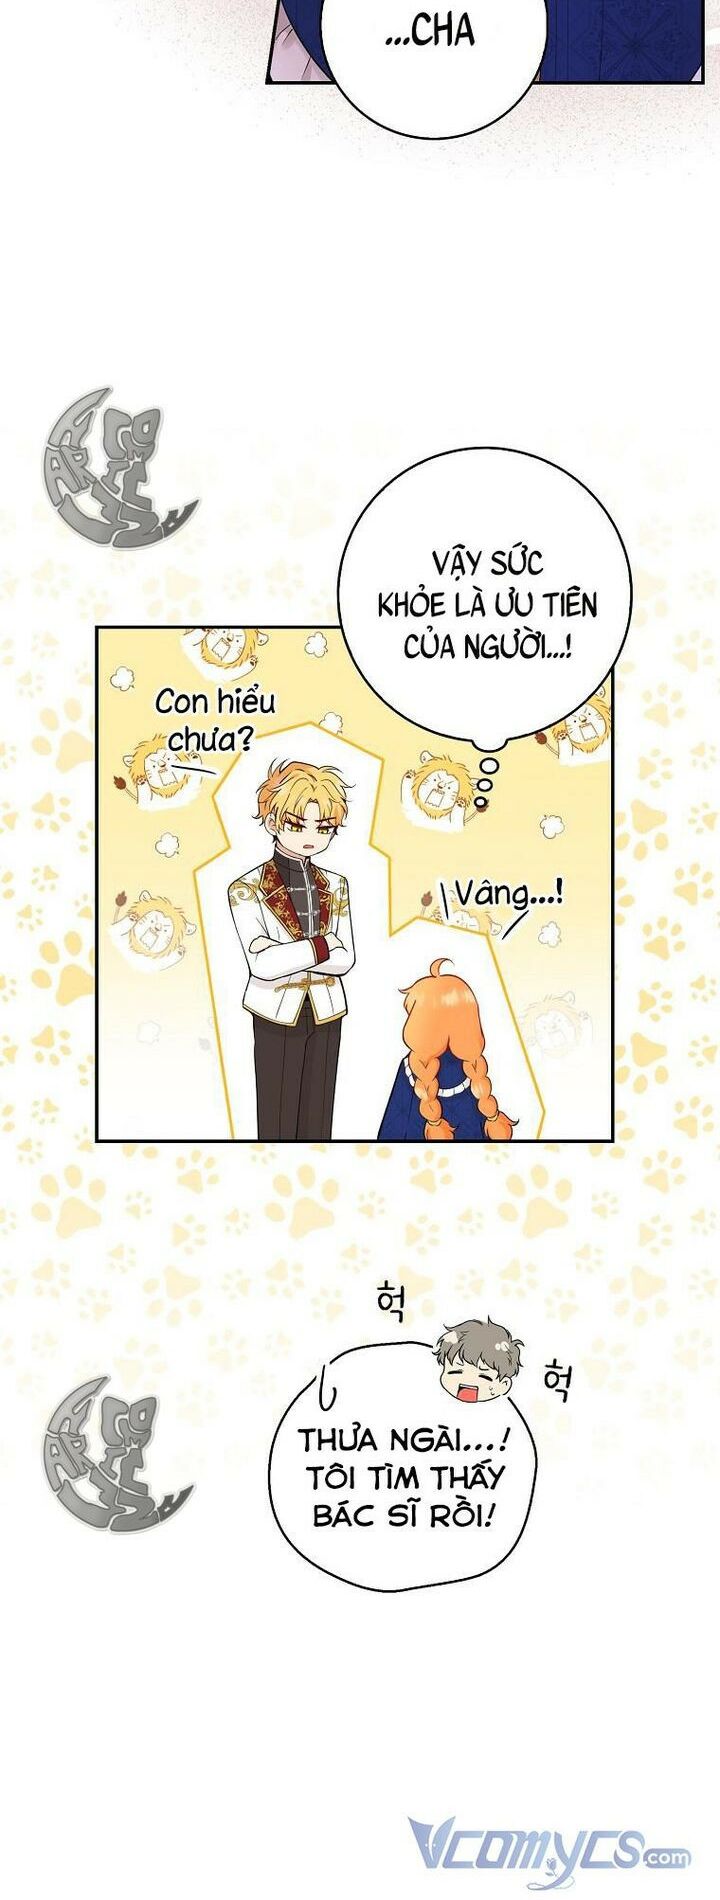 ...CHA
VẬY SỨC
KHỎE LÀ ƯU TIÊN
CỦA NGƯỜI...!
Con hiểu
chưa?
Vâng...!
헉
헉
THƯA NGÀI...!
TÔI TÌM THẤY
BÁC SĨ RỒI!
VCOMYCS.com